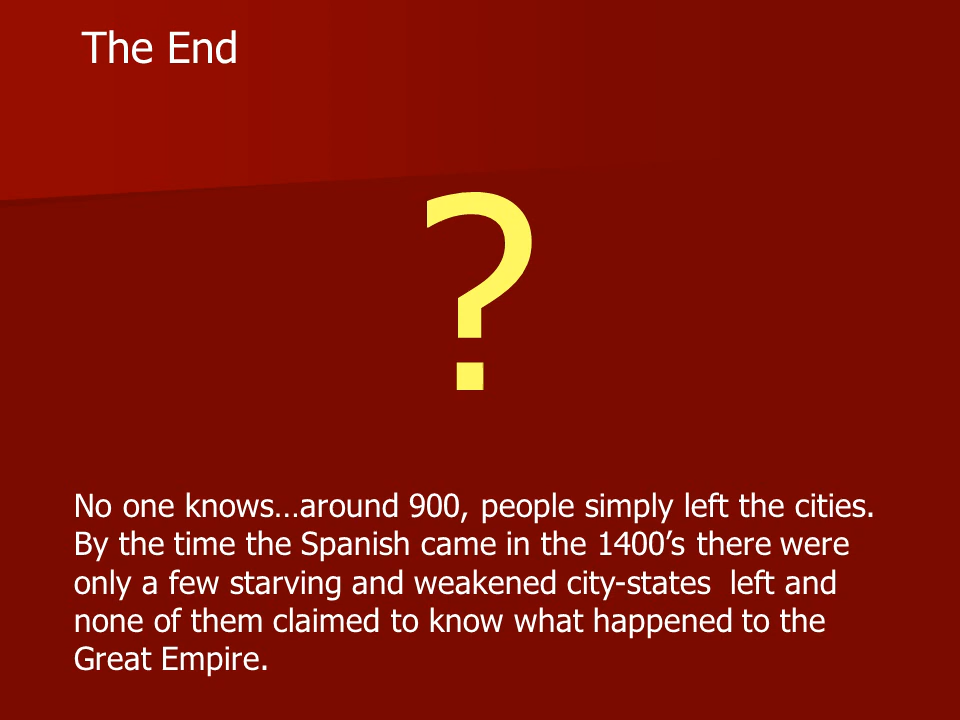 The End
?
No one knows…around 900, people simply left the cities.
By the time the Spanish came in the 1400’s there were
only a few starving and weakened city-states  left and
none of them claimed to know what happened to the
Great Empire.